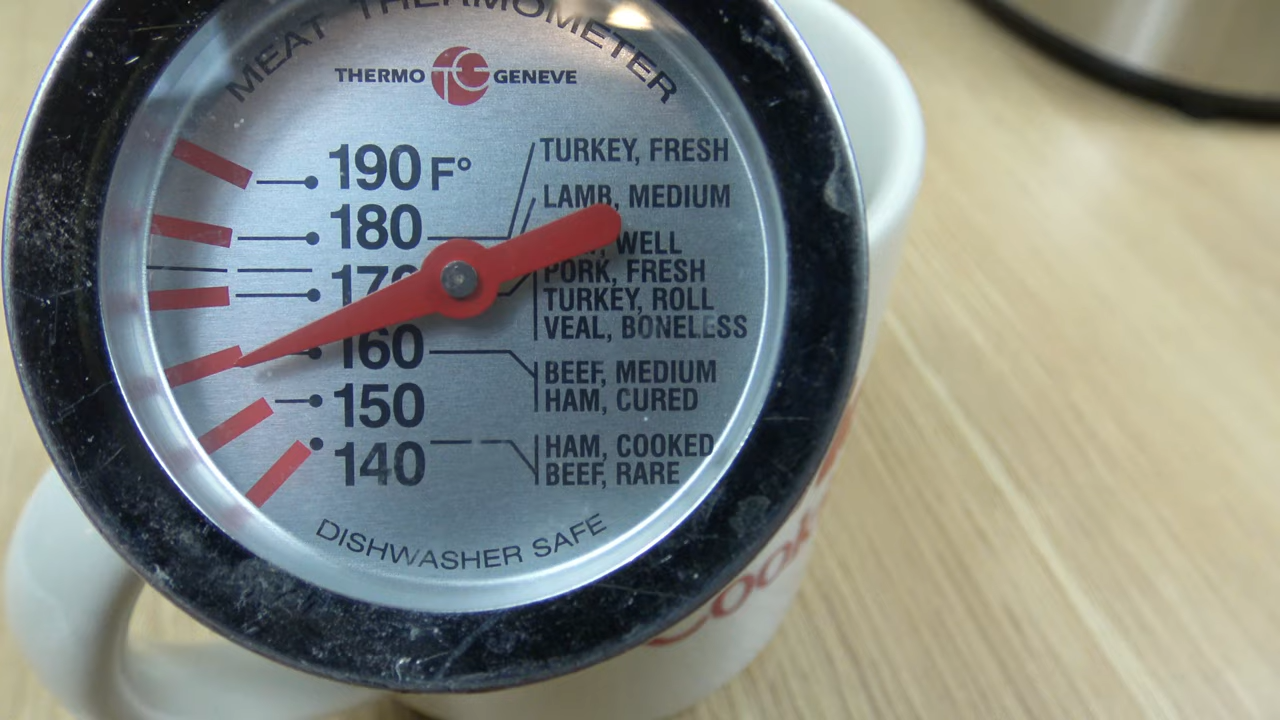 MEAT THERMOMETER
THERMO GENEVE
190 F°
180
170
160
150
140
TURKEY, FRESH
LAMB, MEDIUM
WELL
PORK, FRESH
TURKEY, ROLL
VEAL, BONELESS
BEEF, MEDIUM
HAM, CURED
HAM, COOKED
BEEF, RARE
DISHWASHER SAFE